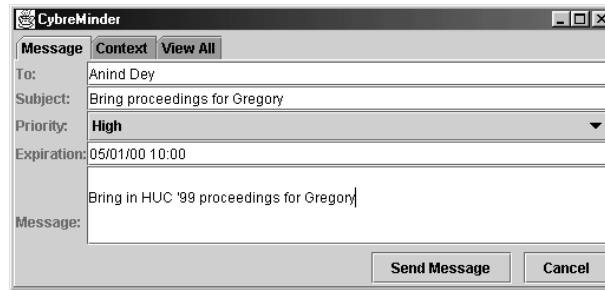 CybreMinder
Message Context View All
To: Anind Dey
Subject: Bring proceedings for Gregory
Priority: High
Expiration: 05/01/00 10:00
Bring in HUC '99 proceedings for Gregory
Message:
Send Message Cancel